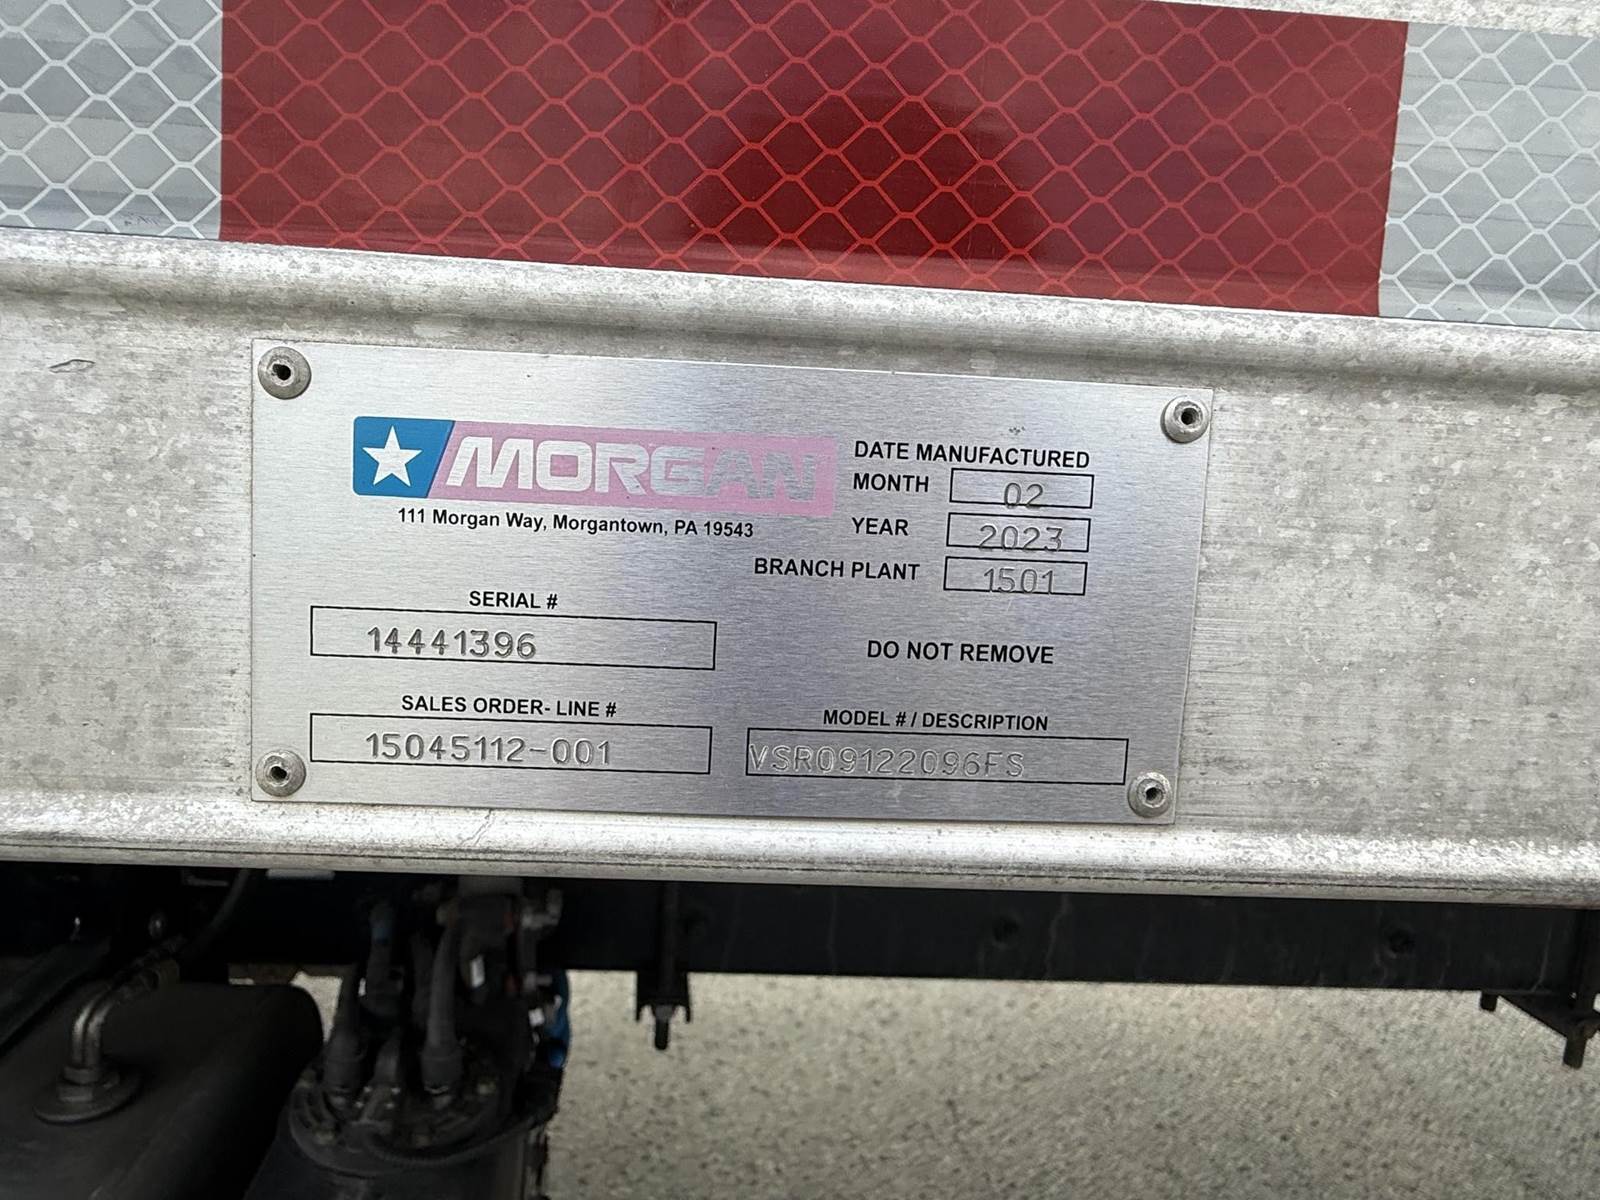 MORGAN
111 Morgan Way, Morgantown, PA 19543
DATE MANUFACTURED
MONTH 02
YEAR 2023
BRANCH PLANT 1501
SERIAL #
14441396
DO NOT REMOVE
SALES ORDER- LINE #
15045112-001
MODEL # / DESCRIPTION
VSR09122096FS